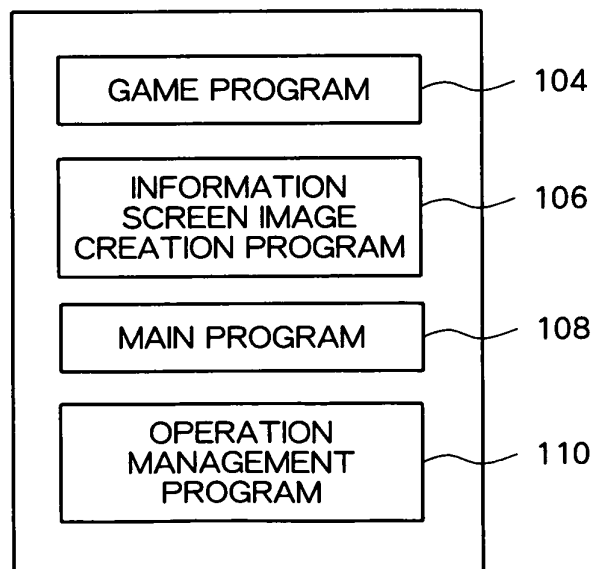 GAME PROGRAM
104
INFORMATION
SCREEN IMAGE
CREATION PROGRAM
106
MAIN PROGRAM
108
OPERATION
MANAGEMENT
PROGRAM
110